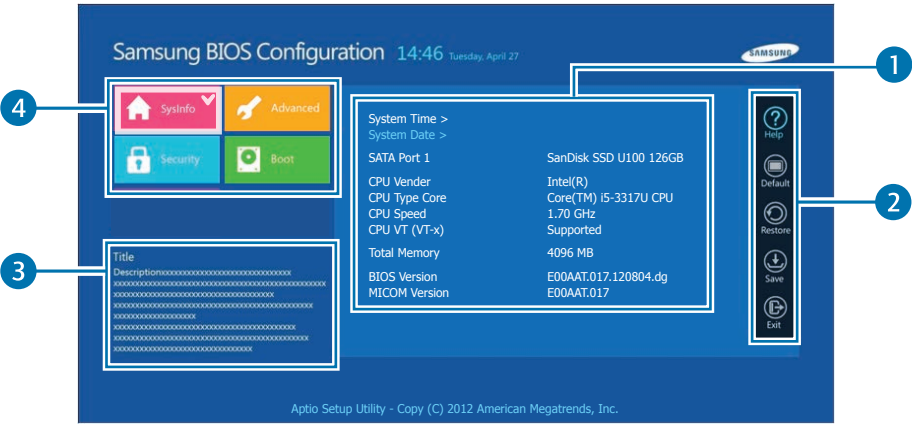 Samsung BIOS Configuration 14:46 Tuesday, April 27
SAMSUNG
1
4
SysInfo
Advanced
Security
Boot
System Time >
System Date >
SATA Port 1 SanDisk SSD U100 126GB
CPU Vender Intel(R)
CPU Type Core Core(TM) i5-3317U CPU
CPU Speed 1.70 GHz
CPU VT (VT-x) Supported
Total Memory 4096 MB
BIOS Version E00AAT.017.120804.dg
MICOM Version E00AAT.017
Help
Default
Restore
Save
Exit
2
3
Title
Descriptionxxxxxxxxxxxxxxxxxxxxxxxxxxxxx
Aptio Setup Utility - Copy (C) 2012 American Megatrends, Inc.